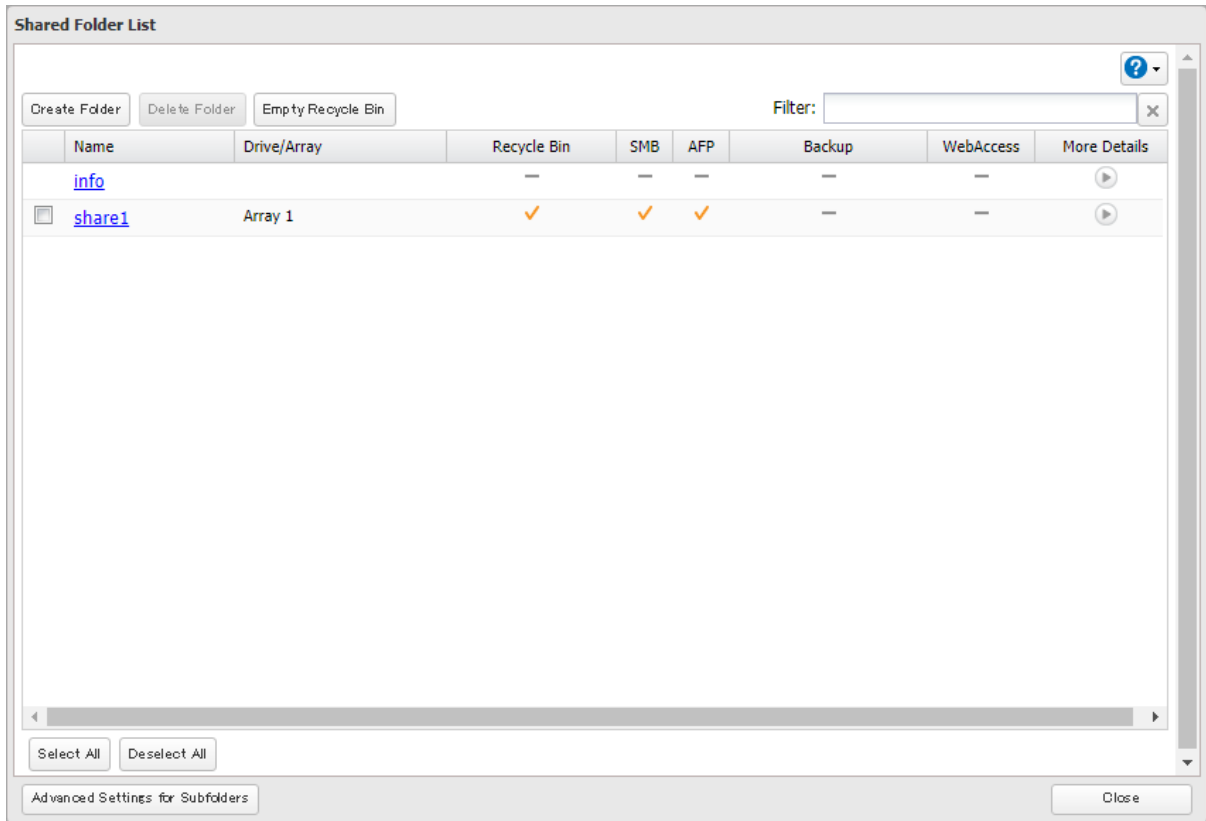 Shared Folder List
?
Create Folder Delete Folder Empty Recycle Bin Filter:
Name Drive/Array Recycle Bin SMB AFP Backup WebAccess More Details
info
share1 Array 1
Select All Deselect All
Advanced Settings for Subfolders Close